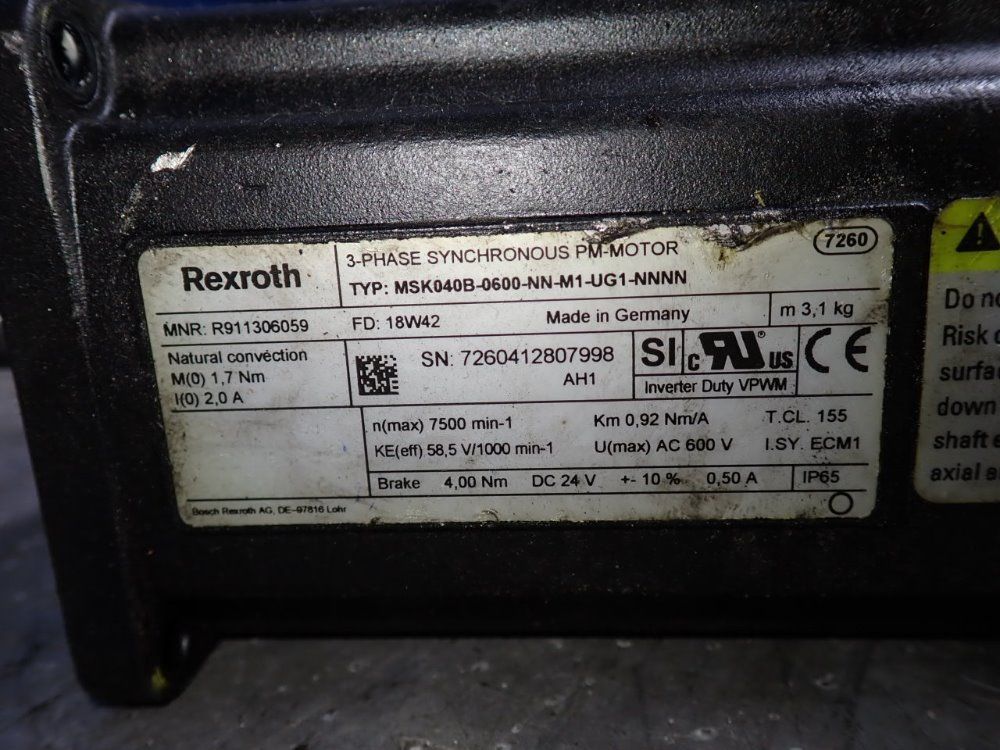 7260
Rexroth
3-PHASE SYNCHRONOUS PM-MOTOR
TYP: MSK040B-0600-NN-M1-UG1-NNNN
MNR: R911306059
FD: 18W42
Made in Germany
m 3,1 kg
Natural convection
M(0) 1,7 Nm
I(0) 2,0 A
SN: 7260412807998
AH1
SI
c RU US
CE
Inverter Duty VPWM
n(max) 7500 min-1 Km 0,92 Nm/A T.CL. 155
KE(eff) 58,5 V/1000 min-1 U(max) AC 600 V I.SY. ECM1
Brake 4,00 Nm DC 24 V +- 10 % 0,50 A IP65
Bosch Rexroth AG, DE-97816 Lohr
Do
Risk
surfa
down
shaft
axial